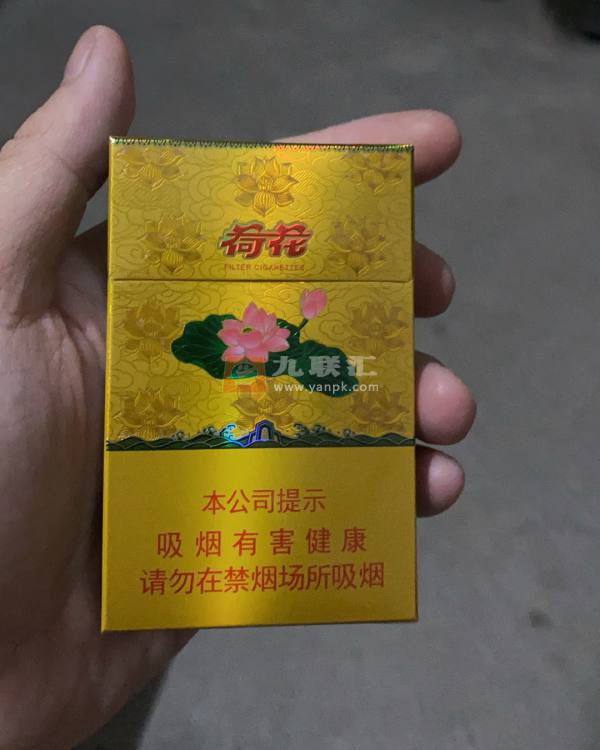 荷花
FILTER CIGARETTES
九联汇
www.yanpk.com
本公司提示
吸烟有害健康
请勿在禁烟场所吸烟